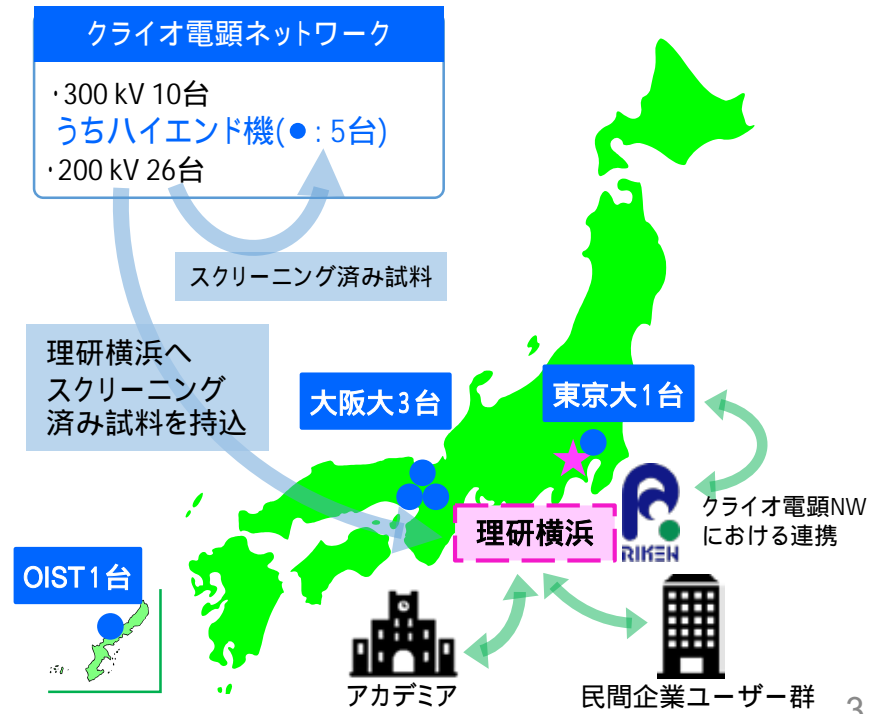 クライオ電顕ネットワーク
・300 kV 10台
うちハイエンド機(●:5台)
・200 kV 26台
スクリーニング済み試料
理研横浜へ
スクリーニング
済み試料を持込
大阪大3台
東京大1台
理研横浜
RIKEN
クライオ電顕NW
における連携
OIST1台
アカデミア
民間企業ユーザー群
3